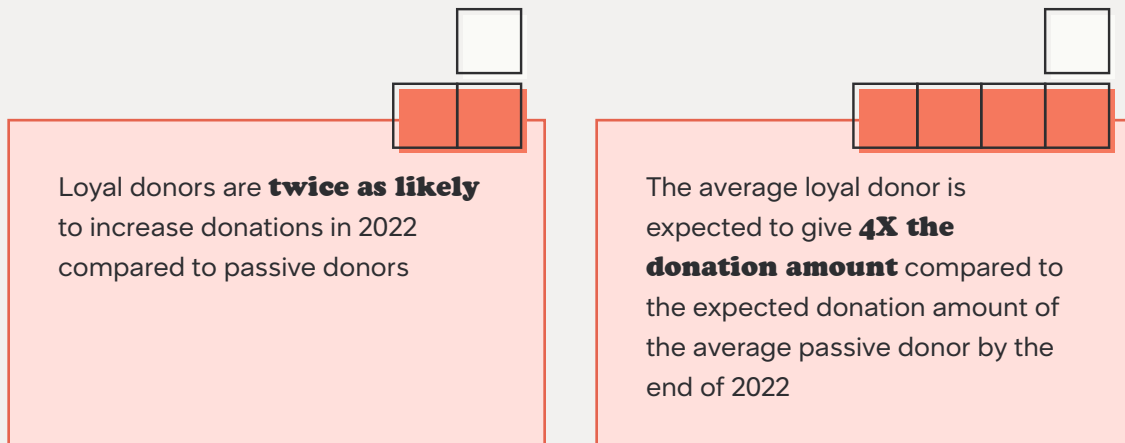 Loyal donors are twice as likely
to increase donations in 2022
compared to passive donors
The average loyal donor is
expected to give 4X the
donation amount compared to
the expected donation amount of
the average passive donor by the
end of 2022